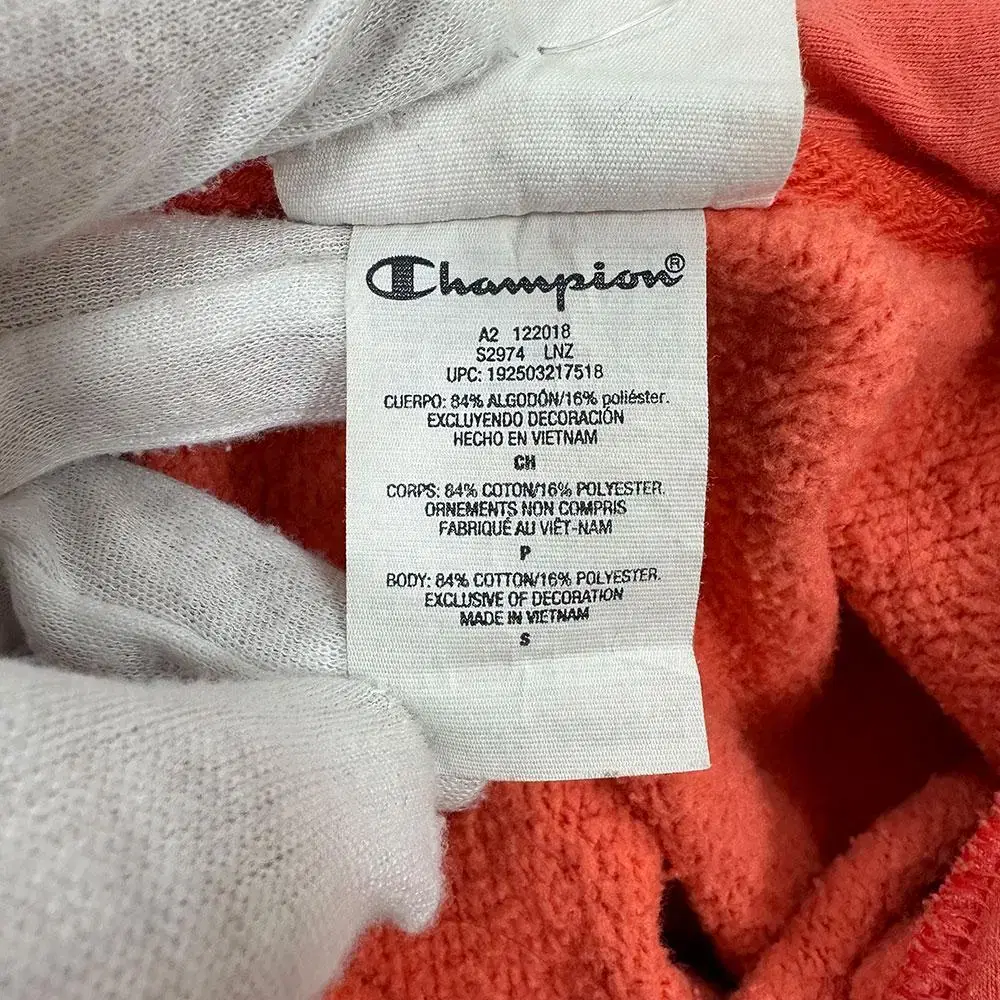 Champion®
A2 122018
S2974 LNZ
UPC: 192503217518
CUERPO: 84% ALGODÓN/16% poliéster.
EXCLUYENDO DECORACIÓN
HECHO EN VIETNAM
CH
CORPS: 84% COTON/16% POLYESTER.
ORNEMENTS NON COMPRIS
FABRIQUÉ AU VIÊT-NAM
P
BODY: 84% COTTON/16% POLYESTER.
EXCLUSIVE OF DECORATION
MADE IN VIETNAM
S